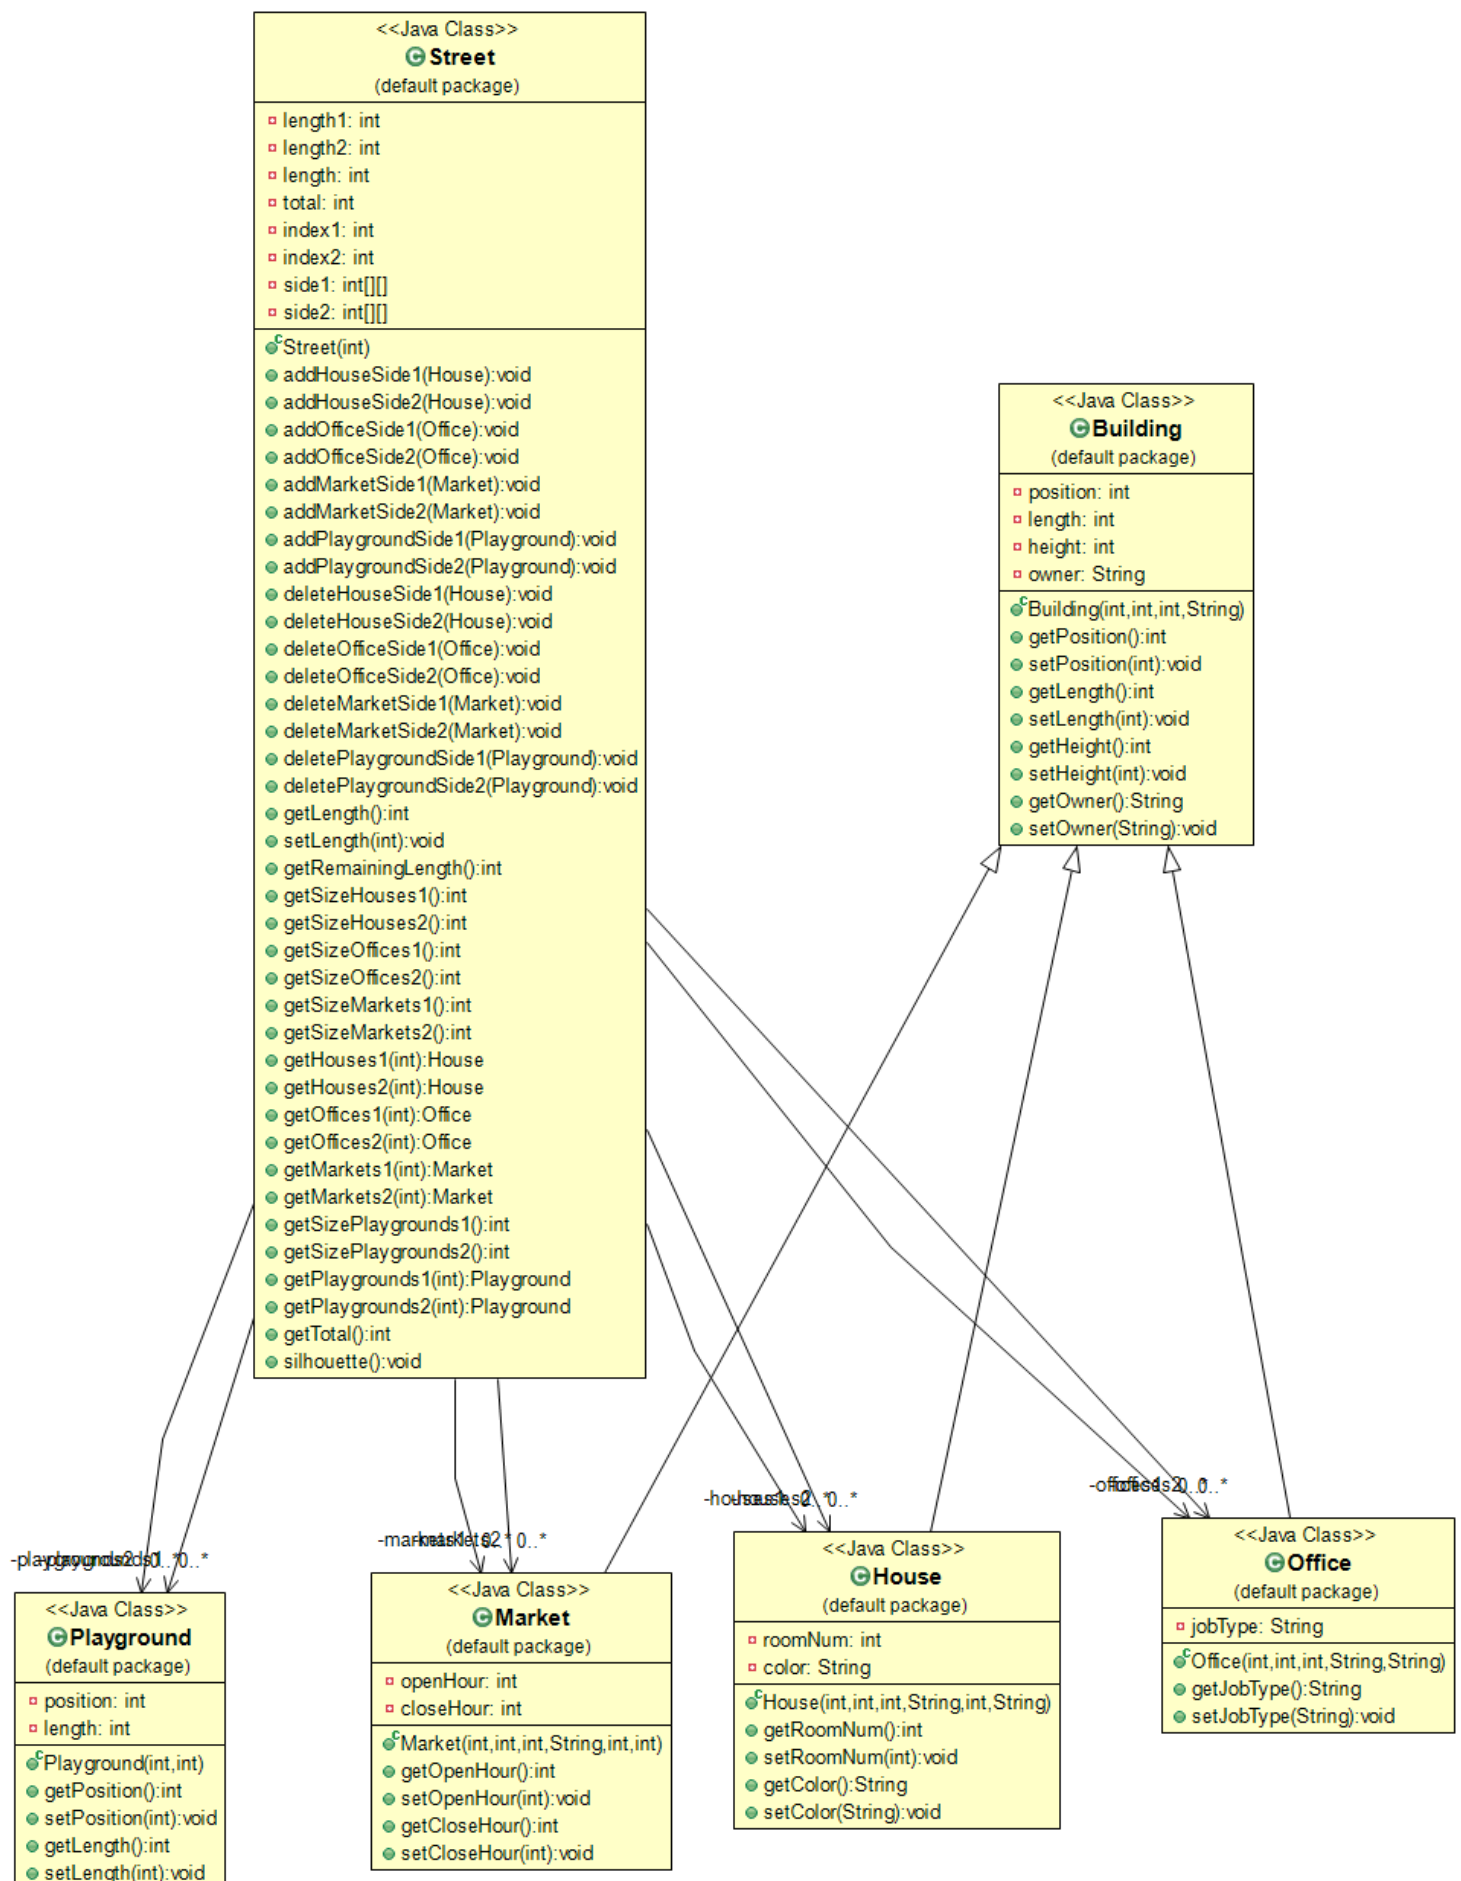 <<Java Class>>
Street
(default package)
length1: int
length2: int
length: int
total: int
index1: int
index2: int
side1: int[][]
side2: int[][]
Street(int)
addHouseSide1(House):void
addHouseSide2(House):void
addOfficeSide1(Office):void
addOfficeSide2(Office):void
addMarketSide1(Market):void
addMarketSide2(Market):void
addPlaygroundSide1(Playground):void
addPlaygroundSide2(Playground):void
deleteHouseSide1(House):void
deleteHouseSide2(House):void
deleteOfficeSide1(Office):void
deleteOfficeSide2(Office):void
deleteMarketSide1(Market):void
deleteMarketSide2(Market):void
deletePlaygroundSide1(Playground):void
deletePlaygroundSide2(Playground):void
getLength():int
setLength(int):void
getRemainingLength():int
getSizeHouses1():int
getSizeHouses2():int
getSizeOffices1():int
getSizeOffices2():int
getSizeMarkets1():int
getSizeMarkets2():int
getHouses1(int):House
getHouses2(int):House
getOffices1(int):Office
getOffices2(int):Office
getMarkets1(int):Market
getMarkets2(int):Market
getSizePlaygrounds1():int
getSizePlaygrounds2():int
getPlaygrounds1(int):Playground
getPlaygrounds2(int):Playground
getTotal():int
silhouette():void
<<Java Class>>
Building
(default package)
position: int
length: int
height: int
owner: String
Building(int,int,int,String)
getPosition():int
setPosition(int):void
getLength():int
setLength(int):void
getHeight():int
setHeight(int):void
getOwner():String
setOwner(String):void
0..*
0..*
0..*
0..*
<<Java Class>>
Playground
(default package)
position: int
length: int
Playground(int,int)
getPosition():int
setPosition(int):void
getLength():int
setLength(int):void
<<Java Class>>
Market
(default package)
openHour: int
closeHour: int
Market(int,int,int,String,int,int)
getOpenHour():int
setOpenHour(int):void
getCloseHour():int
setCloseHour(int):void
<<Java Class>>
House
(default package)
roomNum: int
color: String
House(int,int,int,String,int,String)
getRoomNum():int
setRoomNum(int):void
getColor():String
setColor(String):void
<<Java Class>>
Office
(default package)
jobType: String
Office(int,int,int,String,String)
getJobType():String
setJobType(String):void